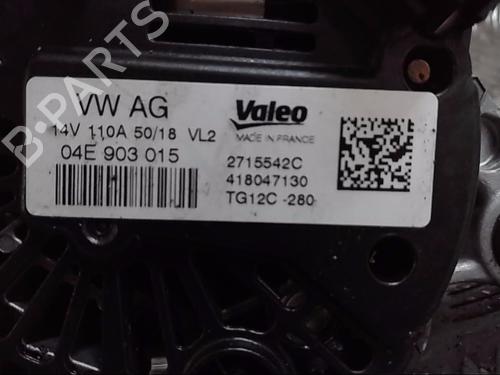 VW AG
14V 110A 50/18 VL2
04E 903 015
Valeo
MADE IN FRANCE
2715542C
418047130
TG12C -280
B-PARTS